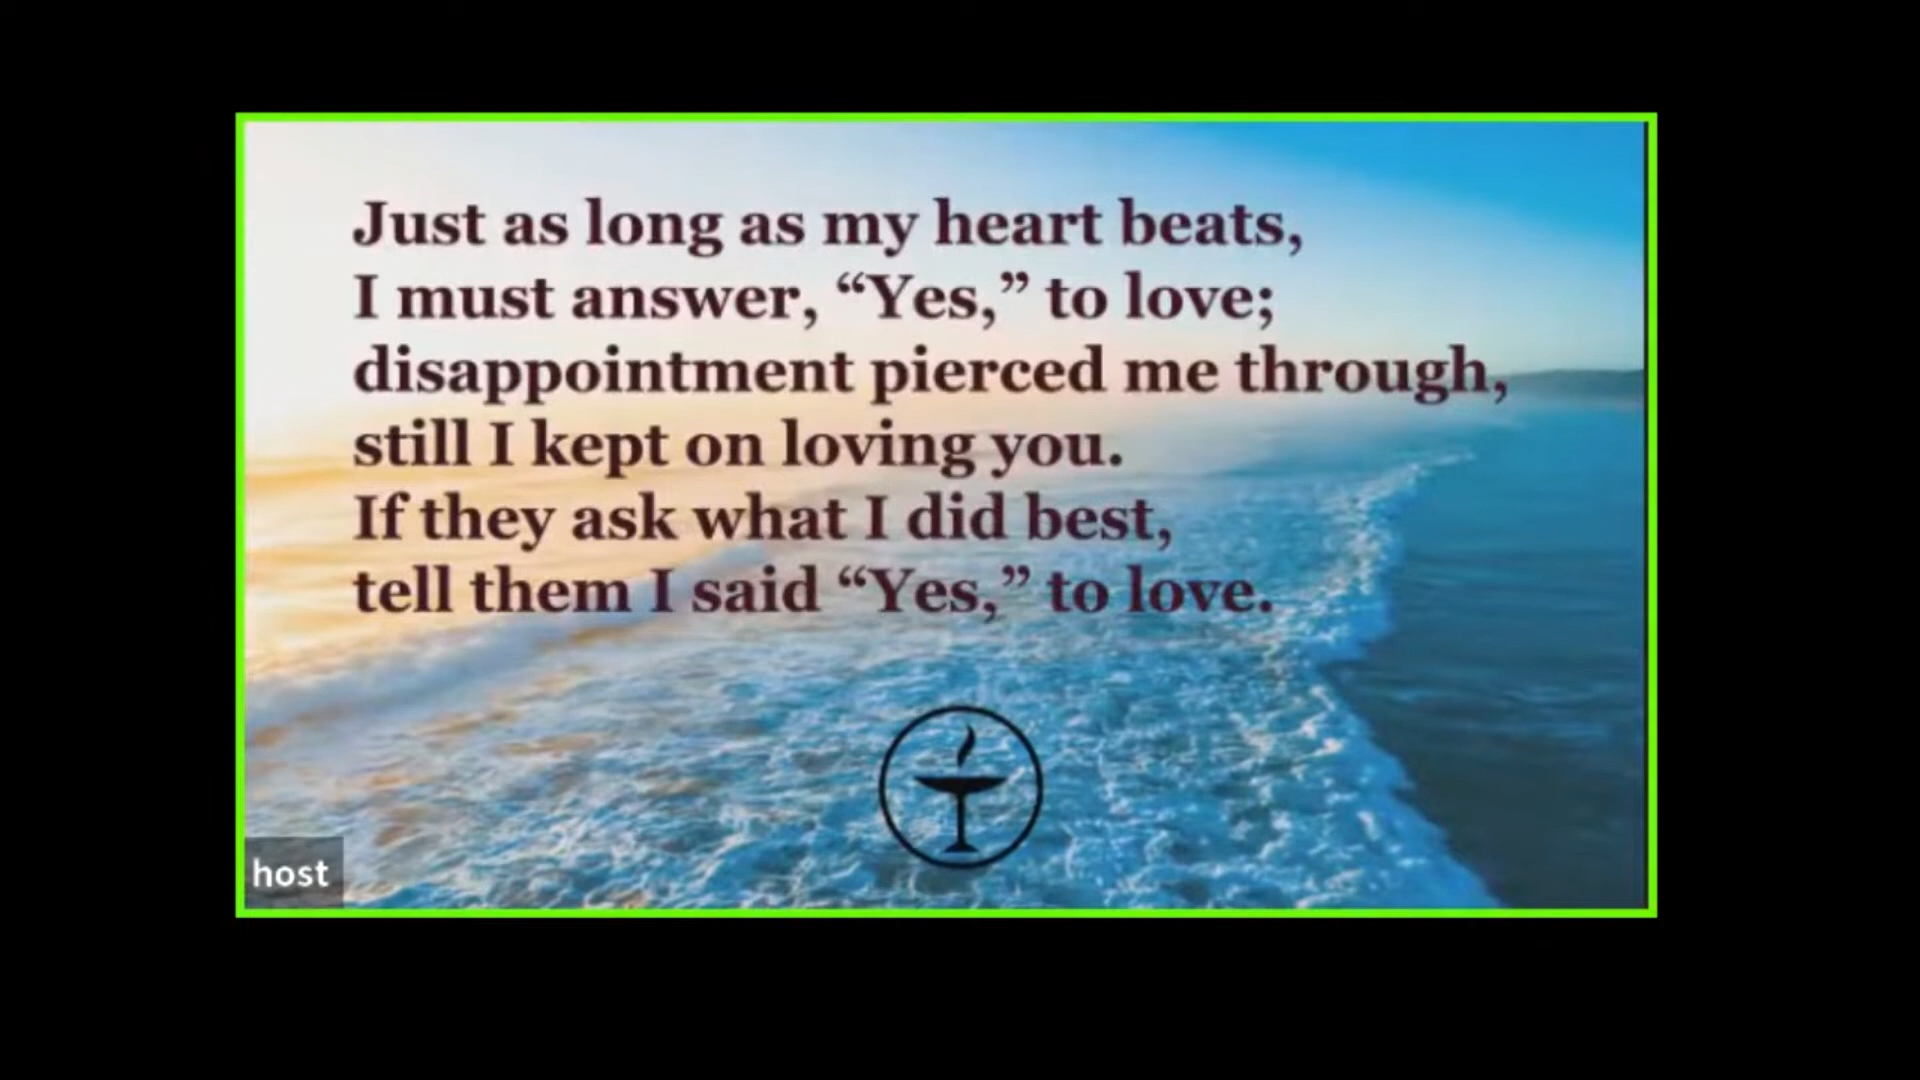 Just as long as my heart beats,
I must answer, “Yes,” to love;
disappointment pierced me through,
still I kept on loving you.
If they ask what I did best,
tell them I said “Yes,” to love.
host